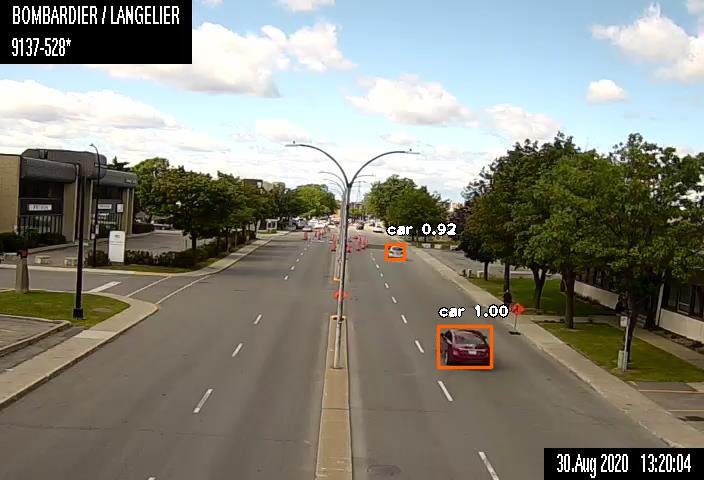 BOMBARDIER / LANGELIER
9137-528*
car 0.92
car 1.00
30.Aug 2020 13:20:04